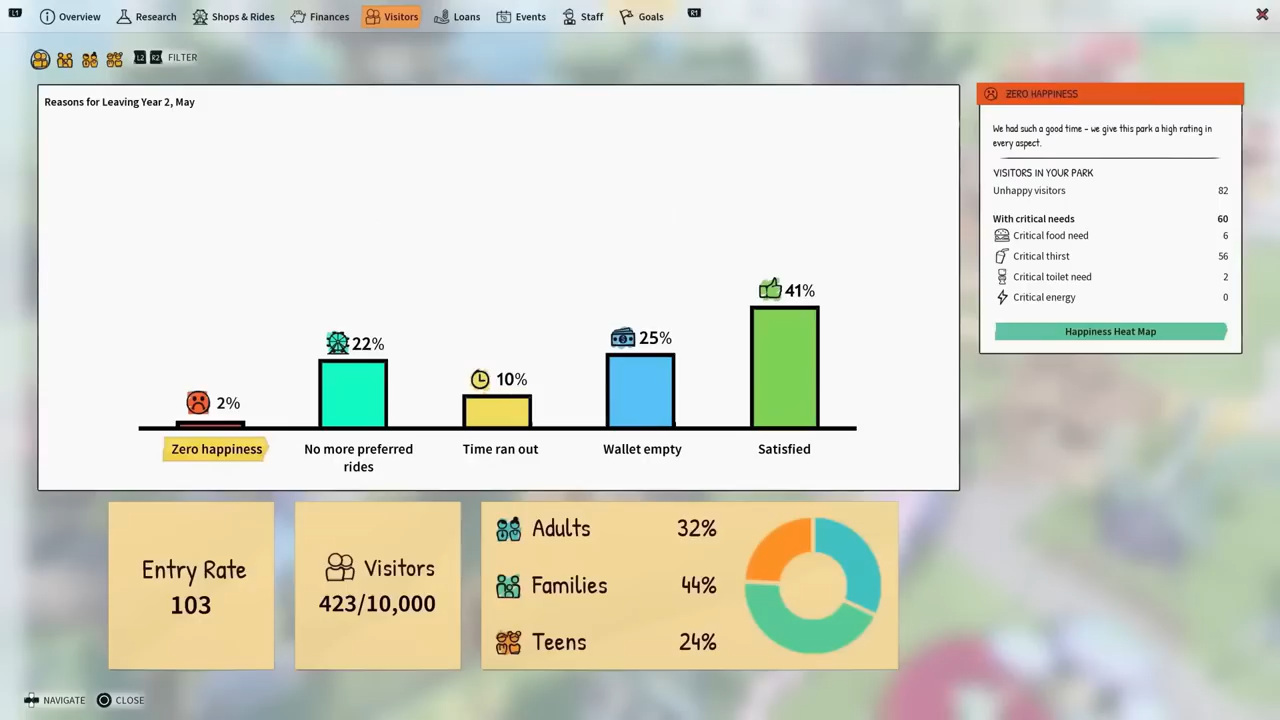 L1
Overview
Research
Shops & Rides
Finances
Visitors
Loans
Events
Staff
Goals
R1
L2
R2
FILTER
Reasons for Leaving Year 2, May
2%
22%
10%
25%
41%
Zero happiness
No more preferred
rides
Time ran out
Wallet empty
Satisfied
ZERO HAPPINESS
We had such a good time - we give this park a high rating in
every aspect.
VISITORS IN YOUR PARK
Unhappy visitors 82
With critical needs 60
Critical food need 6
Critical thirst 56
Critical toilet need 2
Critical energy 0
Happiness Heat Map
Entry Rate
103
Visitors
423/10,000
Adults 32%
Families 44%
Teens 24%
NAVIGATE
CLOSE